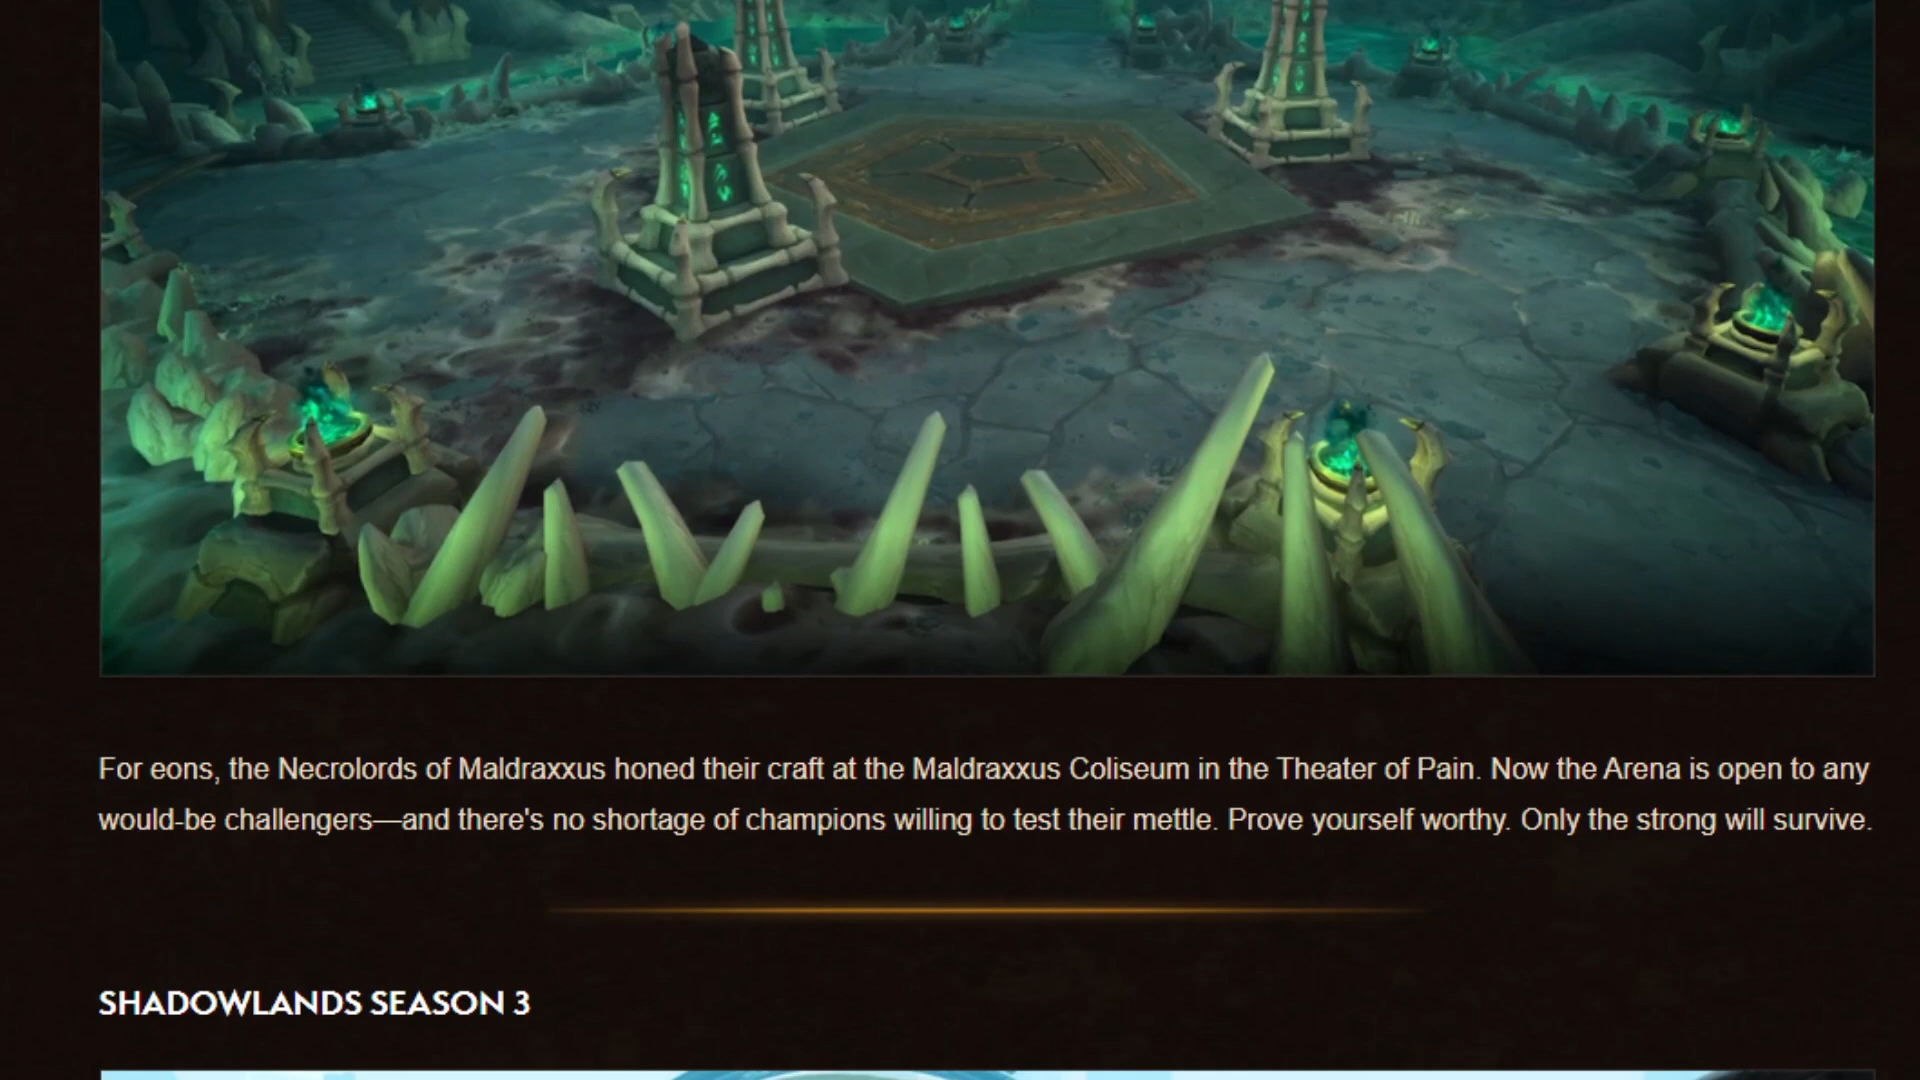 For eons, the Necrolords of Maldraxxus honed their craft at the Maldraxxus Coliseum in the Theater of Pain. Now the Arena is open to any
would-be challengers—and there's no shortage of champions willing to test their mettle. Prove yourself worthy. Only the strong will survive.
SHADOWLANDS SEASON 3